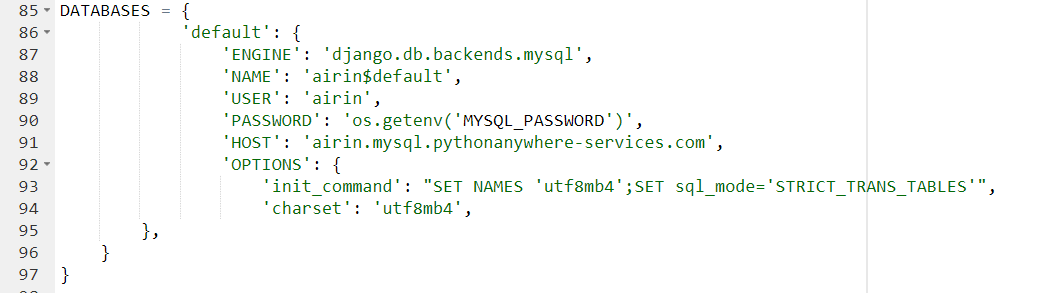 85 DATABASES = {
86 'default': {
87 'ENGINE': 'django.db.backends.mysql',
88 'NAME': 'airin$default',
89 'USER': 'airin',
90 'PASSWORD': 'os.getenv('MYSQL_PASSWORD')',
91 'HOST': 'airin.mysql.pythonanywhere-services.com',
92 'OPTIONS': {
93 'init_command': "SET NAMES 'utf8mb4';SET sql_mode='STRICT_TRANS_TABLES'",
94 'charset': 'utf8mb4',
95 },
96 }
97 }